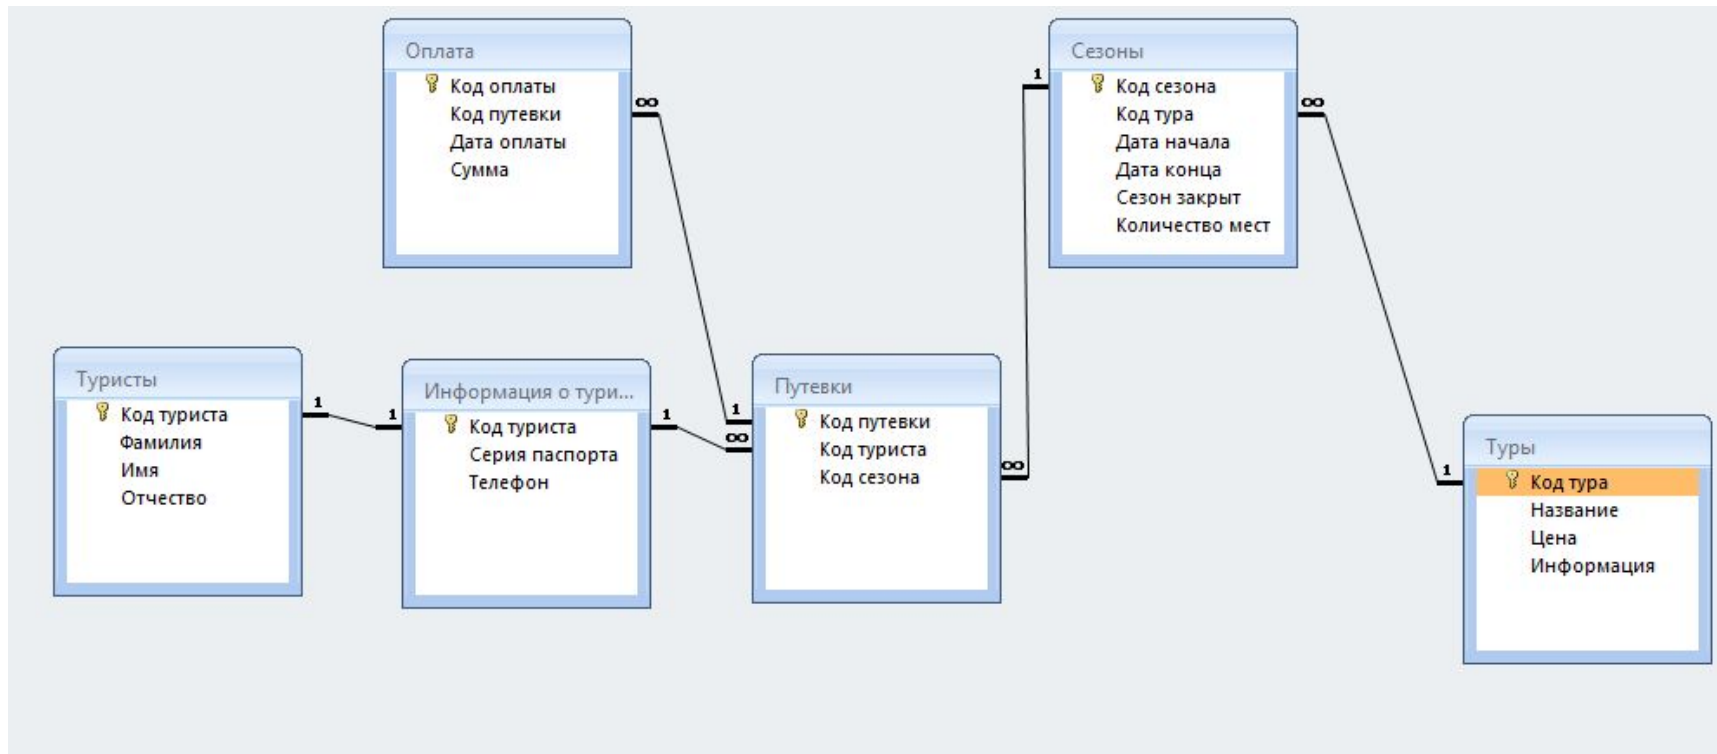 Оплата
Код оплаты
Код путевки
Дата оплаты
Сумма
Сезоны
Код сезона
Код тура
Дата начала
Дата конца
Сезон закрыт
Количество мест
1
∞
∞
Туристы
Код туриста
Фамилия
Имя
Отчество
1
1
Информация о тури...
Код туриста
Серия паспорта
Телефон
1
1
∞
Путевки
Код путевки
Код туриста
Код сезона
∞
1
Туры
Код тура
Название
Цена
Информация